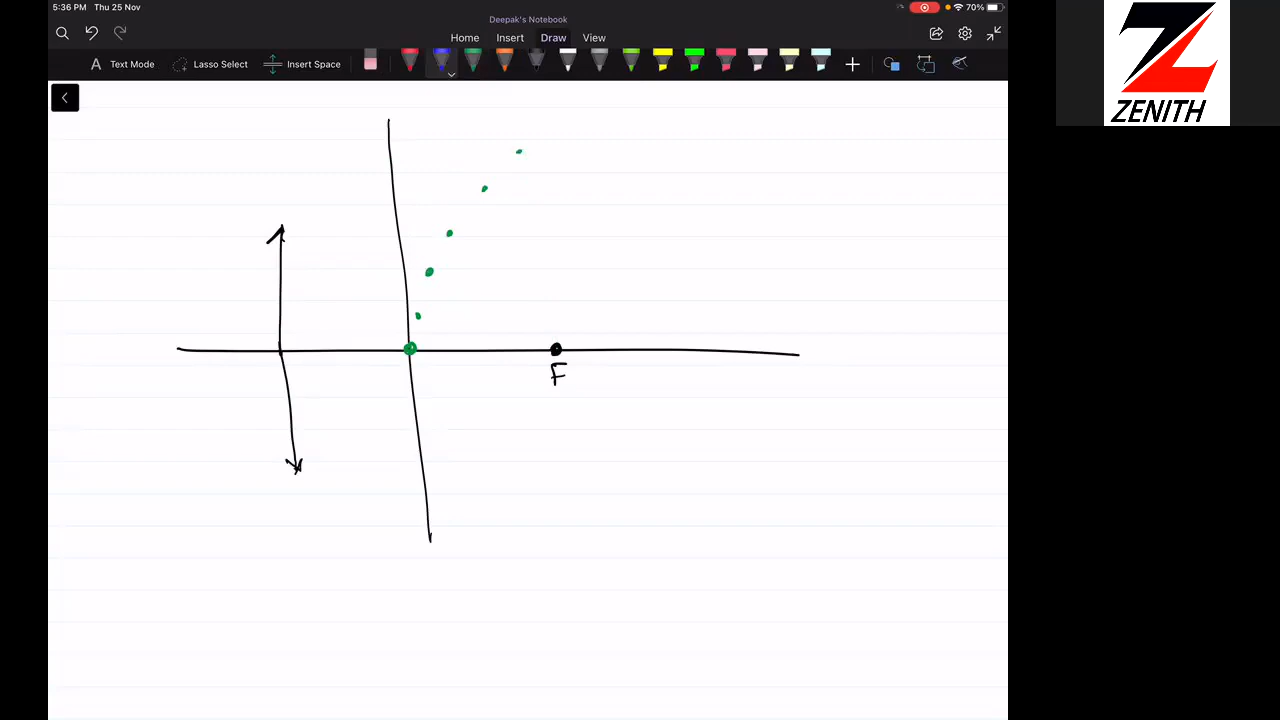 5:36 PM Thu 25 Nov
70%
Deepak's Notebook
Home Insert Draw View
Text Mode Lasso Select Insert Space
ZENITH
F